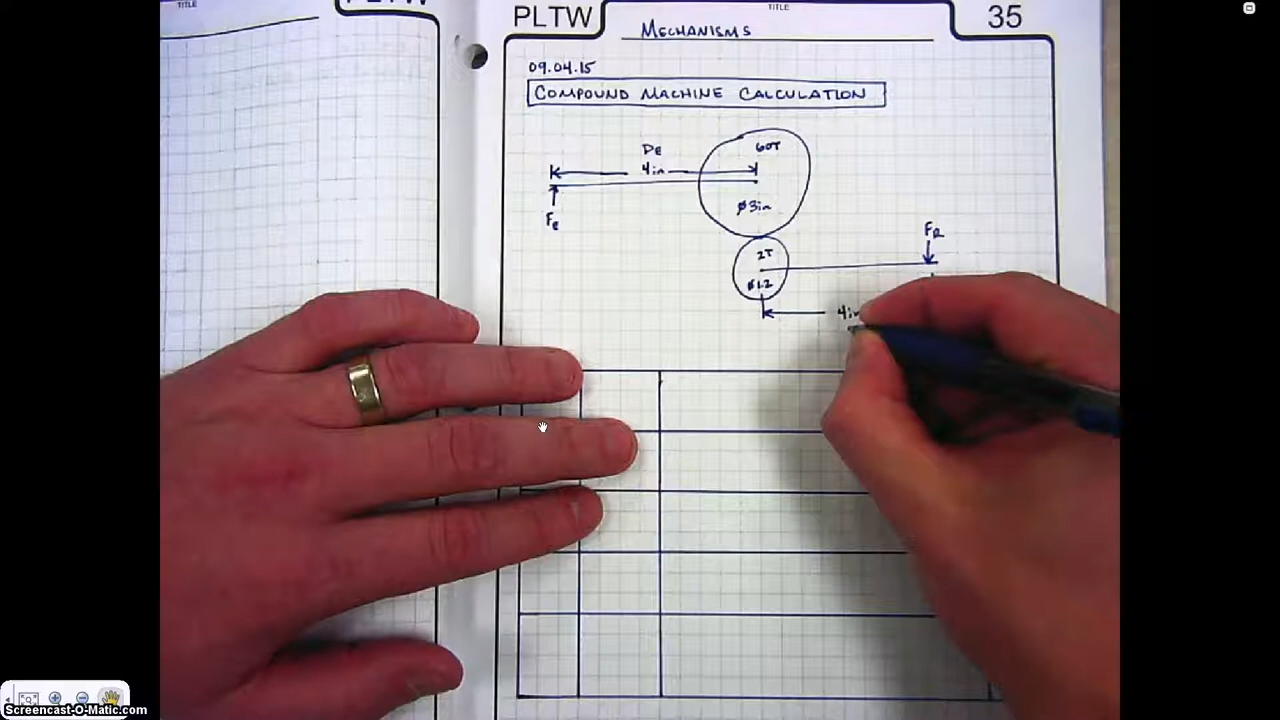 TITLE
TITLE
PLTW
35
MECHANISMS
09.04.15
COMPOUND MACHINE CALCULATION
DE
4in
60T
Ø3in
Fe
FR
2T
Ø1.2
4in
Screencast-O-Matic.com